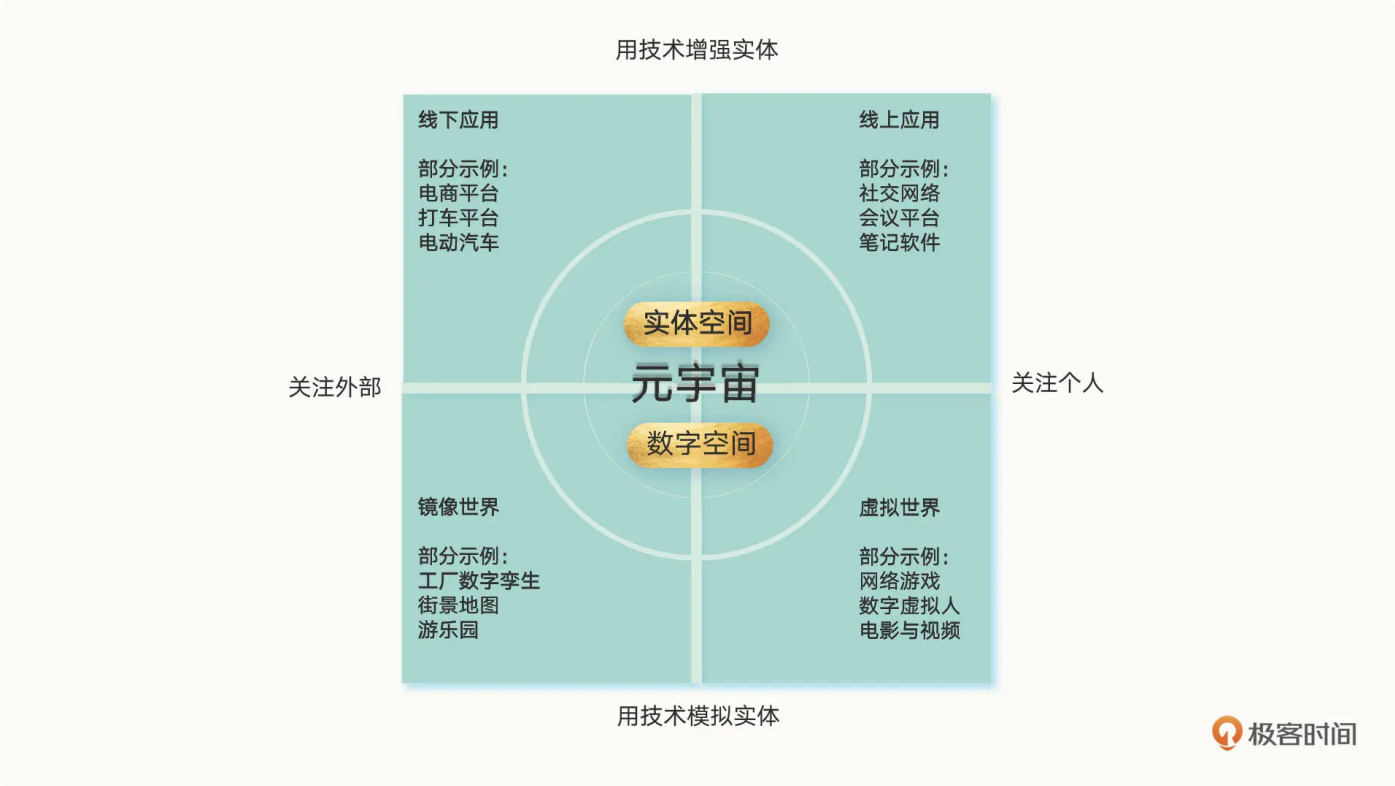 用技术增强实体
线下应用
部分示例：
电商平台
打车平台
电动汽车
线上应用
部分示例：
社交网络
会议平台
笔记软件
实体空间
元宇宙
数字空间
关注外部
关注个人
镜像世界
部分示例：
工厂数字孪生
街景地图
游乐园
虚拟世界
部分示例：
网络游戏
数字虚拟人
电影与视频
用技术模拟实体
极客时间